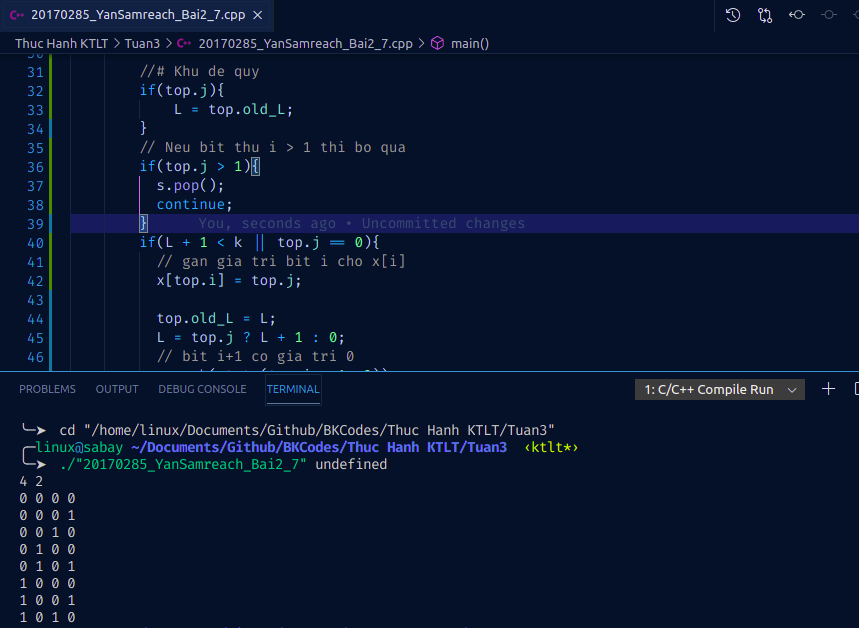 20170285_YanSamreach_Bai2_7.cpp
Thuc Hanh KTLT > Tuan3 > 20170285_YanSamreach_Bai2_7.cpp > main()
31 //# Khu de quy
32 if(top.j){
33 L = top.old_L;
34 }
35 // Neu bit thu i > 1 thi bo qua
36 if(top.j > 1){
37 s.pop();
38 continue;
39 } You, seconds ago • Uncommitted changes
40 if(L + 1 < k || top.j == 0){
41 // gan gia tri bit i cho x[i]
42 x[top.i] = top.j;
43
44 top.old_L = L;
45 L = top.j ? L + 1 : 0;
46 // bit i+1 co gia tri 0
PROBLEMS OUTPUT DEBUG CONSOLE TERMINAL 1: C/C++ Compile Run
cd "/home/linux/Documents/Github/BKCodes/Thuc Hanh KTLT/Tuan3"
linux@sabay ~/Documents/Github/BKCodes/Thuc Hanh KTLT/Tuan3 ‹ktlt*›
./"20170285_YanSamreach_Bai2_7" undefined
4 2
0 0 0 0
0 0 0 1
0 0 1 0
0 1 0 0
0 1 0 1
1 0 0 0
1 0 0 1
1 0 1 0